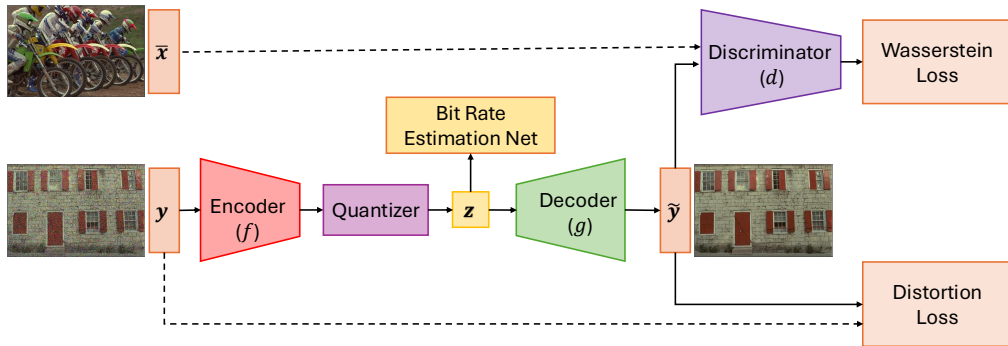 x̅
Discriminator
(d)
Wasserstein
Loss
Bit Rate
Estimation Net
y
Encoder
(f)
Quantizer
z
Decoder
(g)
ỹ
Distortion
Loss